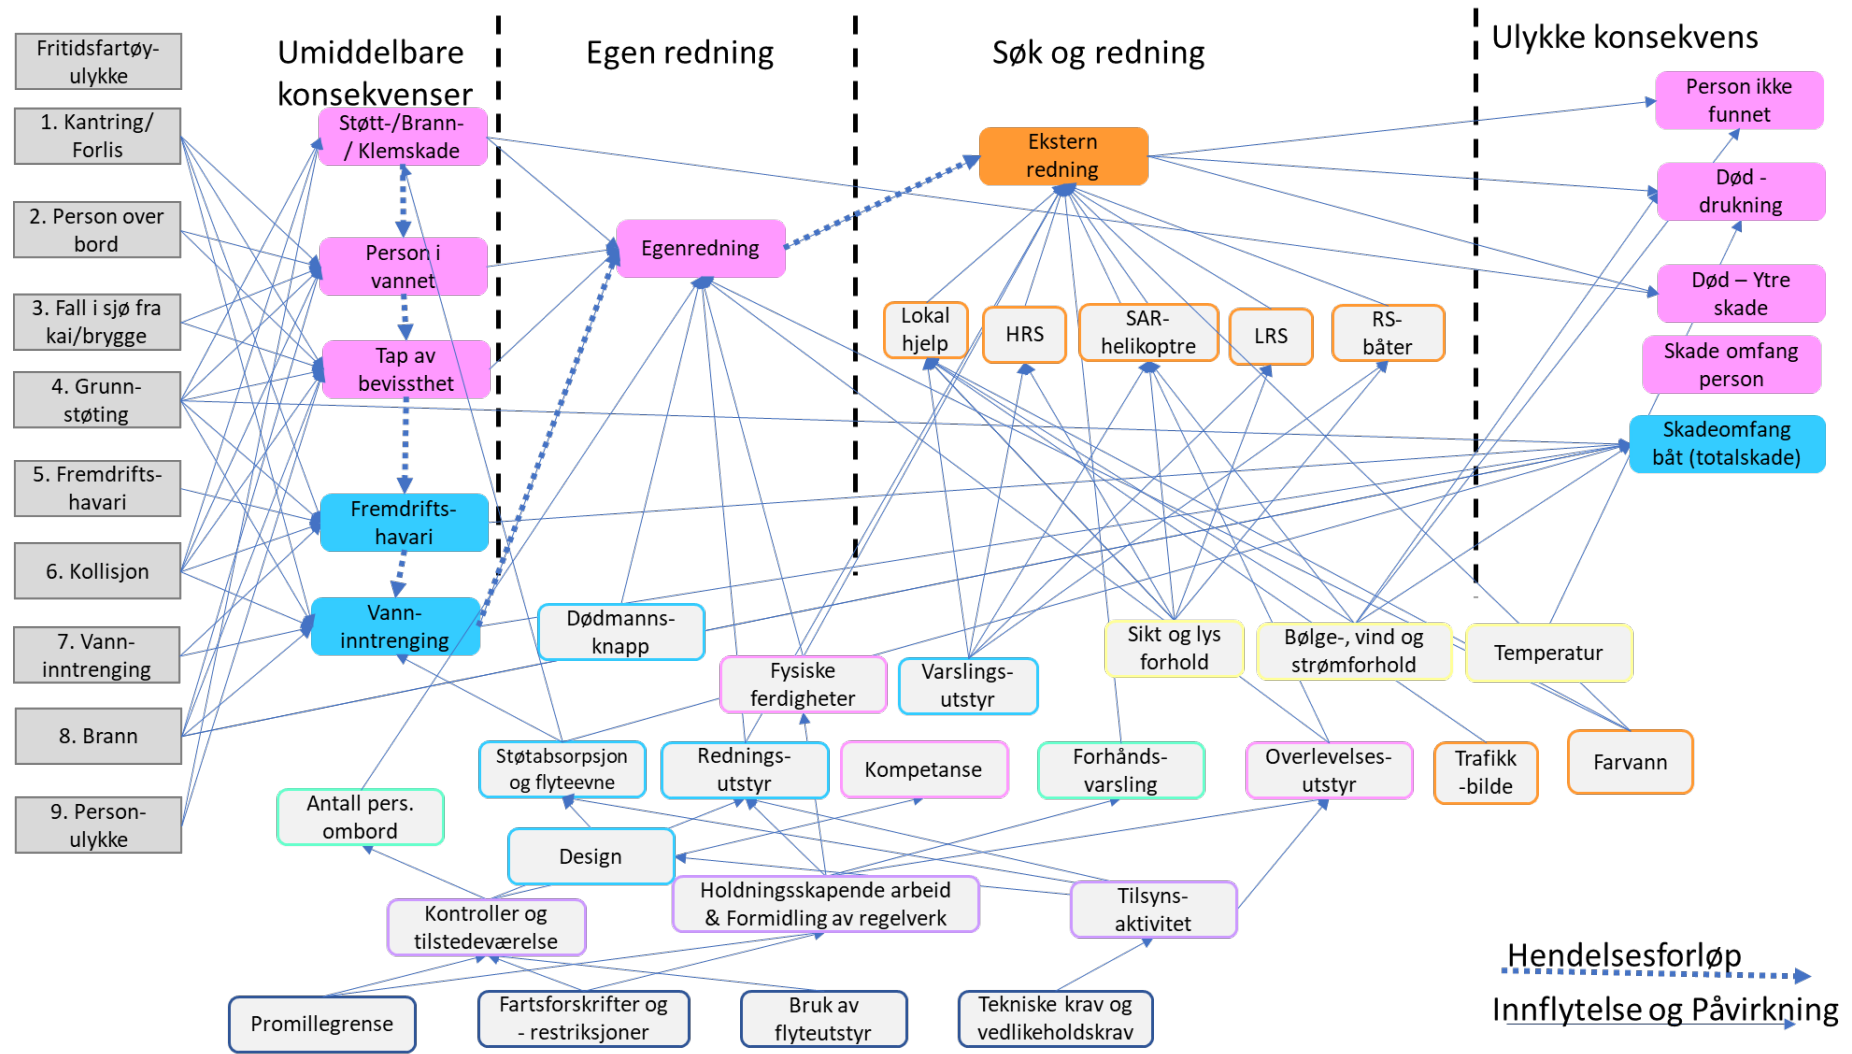 Fritidsfartøy-
ulykke
1. Kantring/
Forlis
2. Person over
bord
3. Fall i sjø fra
kai/brygge
4. Grunn-
støting
5. Fremdrifts-
havari
6. Kollisjon
7. Vann-
inntrenging
8. Brann
9. Person-
ulykke
Umiddelbare
konsekvenser
Støtt-/Brann-
/ Klemskade
Person i
vannet
Tap av
bevissthet
Fremdrifts-
havari
Vann-
inntrenging
Egen redning
Egenredning
Søk og redning
Ekstern
redning
Lokal
hjelp
HRS
SAR-
helikoptre
LRS
RS-
båter
Ulykke konsekvens
Person ikke
funnet
Død -
drukning
Død – Ytre
skade
Skade omfang
person
Skadeomfang
båt (totalskade)
Dødmanns-
knapp
Fysiske
ferdigheter
Varslings-
utstyr
Sikt og lys
forhold
Bølge-, vind og
strømforhold
Temperatur
Støtabsorpsjon
og flyteevne
Rednings-
utstyr
Kompetanse
Forhånds-
varsling
Overlevelses-
utstyr
Trafikk
-bilde
Farvann
Antall pers.
ombord
Design
Kontroller og
tilstedeværelse
Holdningsskapende arbeid
& Formidling av regelverk
Tilsyns-
aktivitet
Promillegrense
Fartsforskrifter og
- restriksjoner
Bruk av
flyteutstyr
Tekniske krav og
vedlikeholdskrav
Hendelsesforløp
Innflytelse og Påvirkning